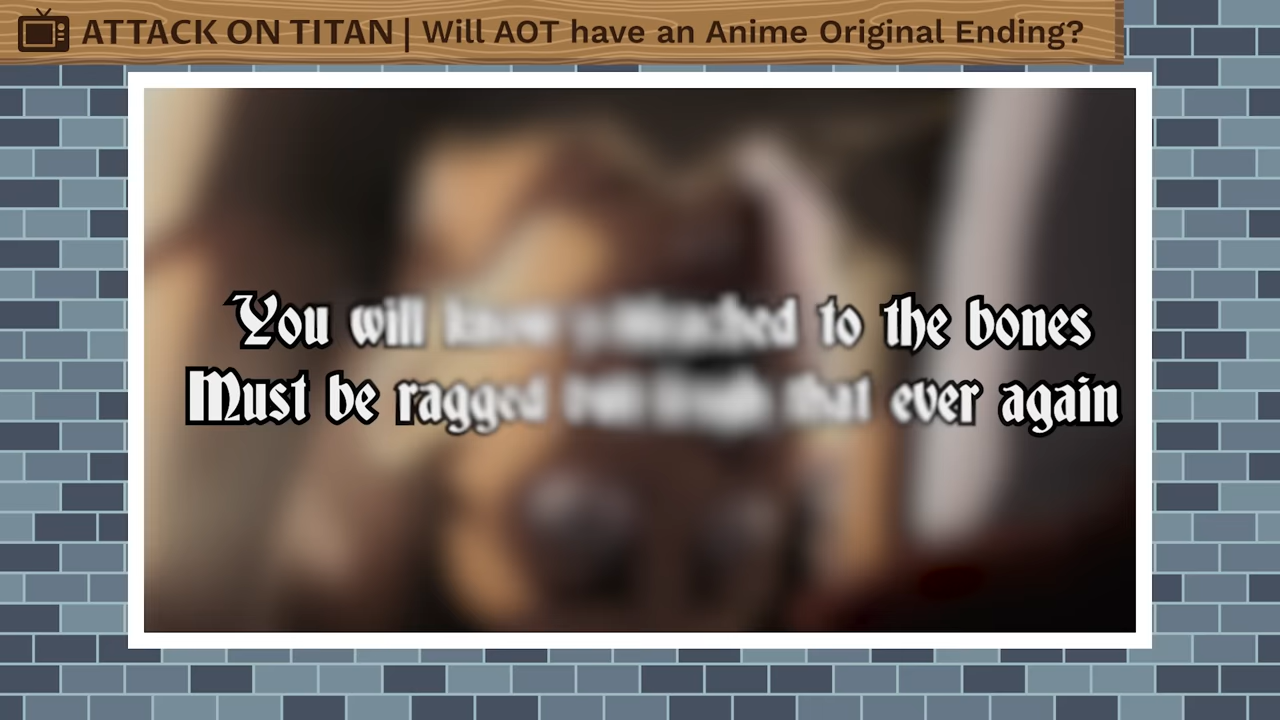 ATTACK ON TITAN | Will AOT have an Anime Original Ending?
You will to the bones
Must be ragged that ever again